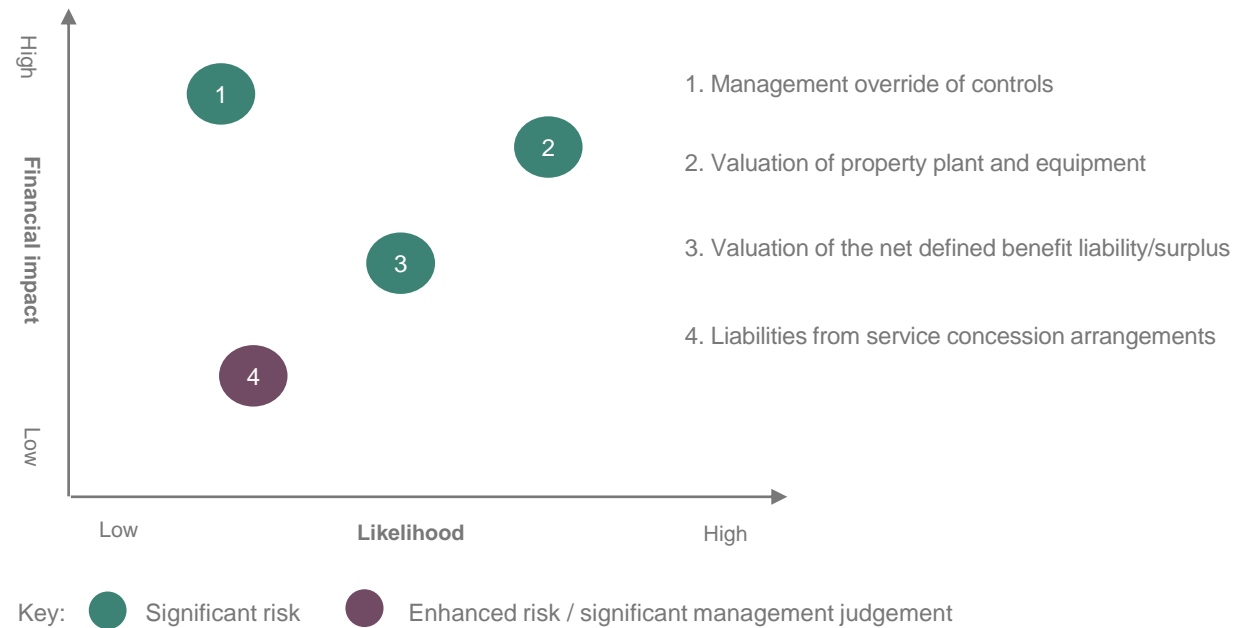 High
Financial impact
Low
1
2
3
4
1. Management override of controls
2. Valuation of property plant and equipment
3. Valuation of the net defined benefit liability/surplus
4. Liabilities from service concession arrangements
Low
Likelihood
High
Key:
Significant risk
Enhanced risk / significant management judgement